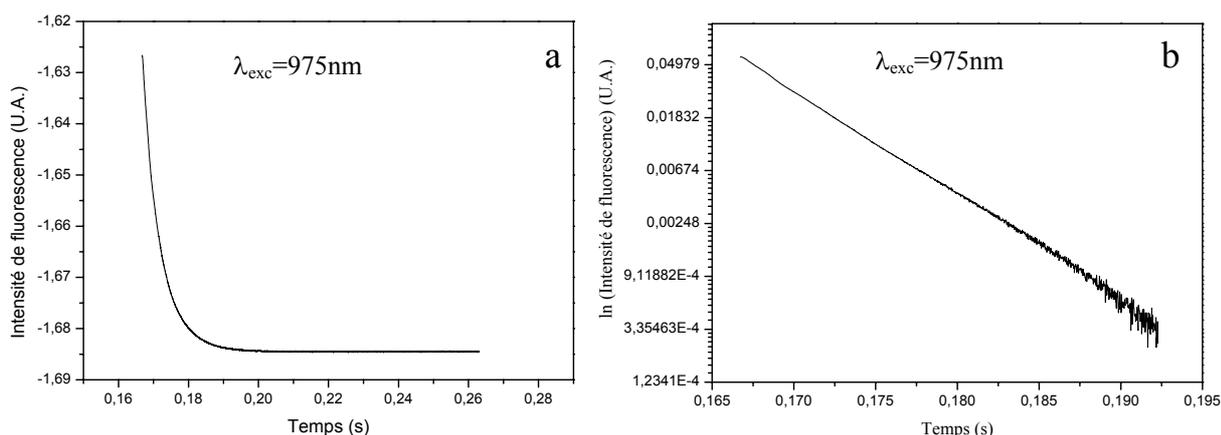 -1,62
-1,63
-1,64
-1,65
-1,66
-1,67
-1,68
-1,69
Intensité de fluorescence (U.A.)
λexc=975nm
a
0,16
0,18
0,20
0,22
0,24
0,26
0,28
Temps (s)
0,04979
0,01832
0,00674
0,00248
9,11882E-4
3,35463E-4
1,2341E-4
ln (Intensité de fluorescence) (U.A.)
λexc=975nm
b
0,165
0,170
0,175
0,180
0,185
0,190
0,195
Temps (s)